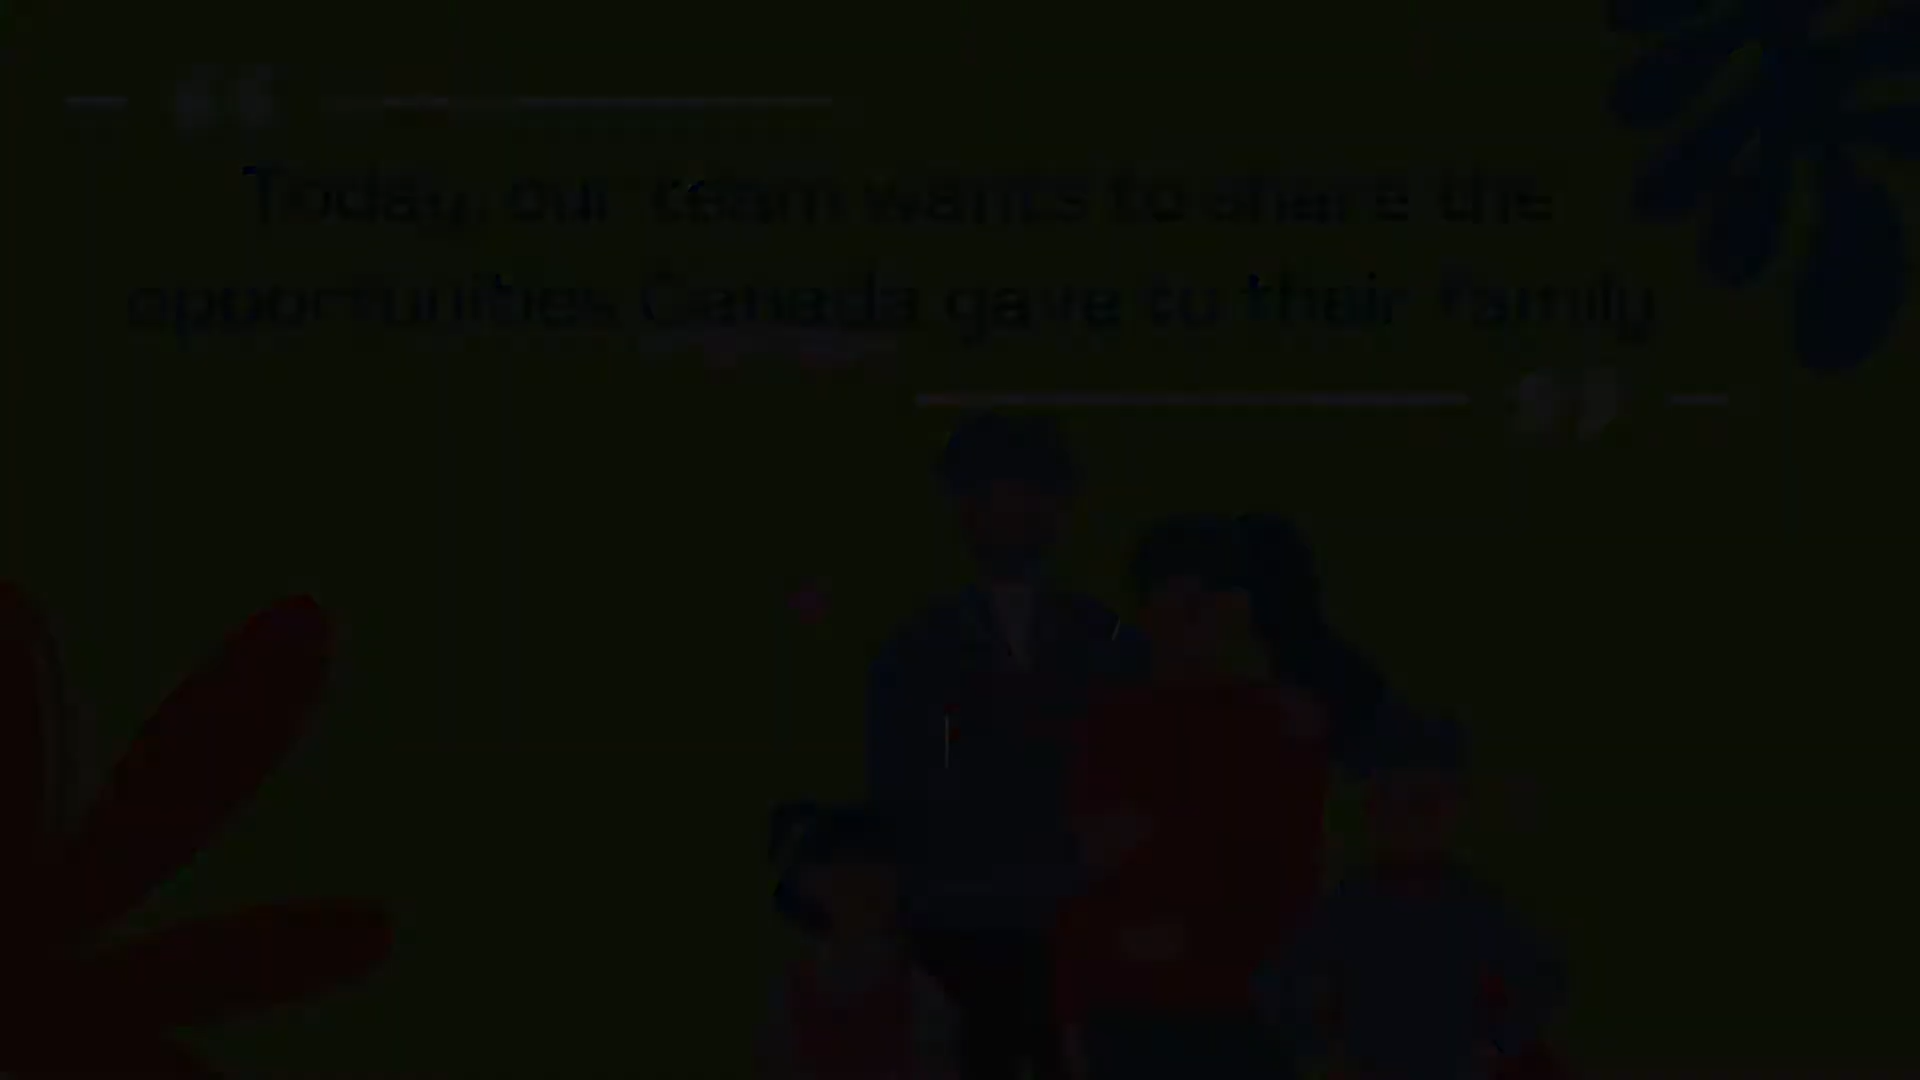 Today, our team wants to share the
opportunities Canada gave to their family